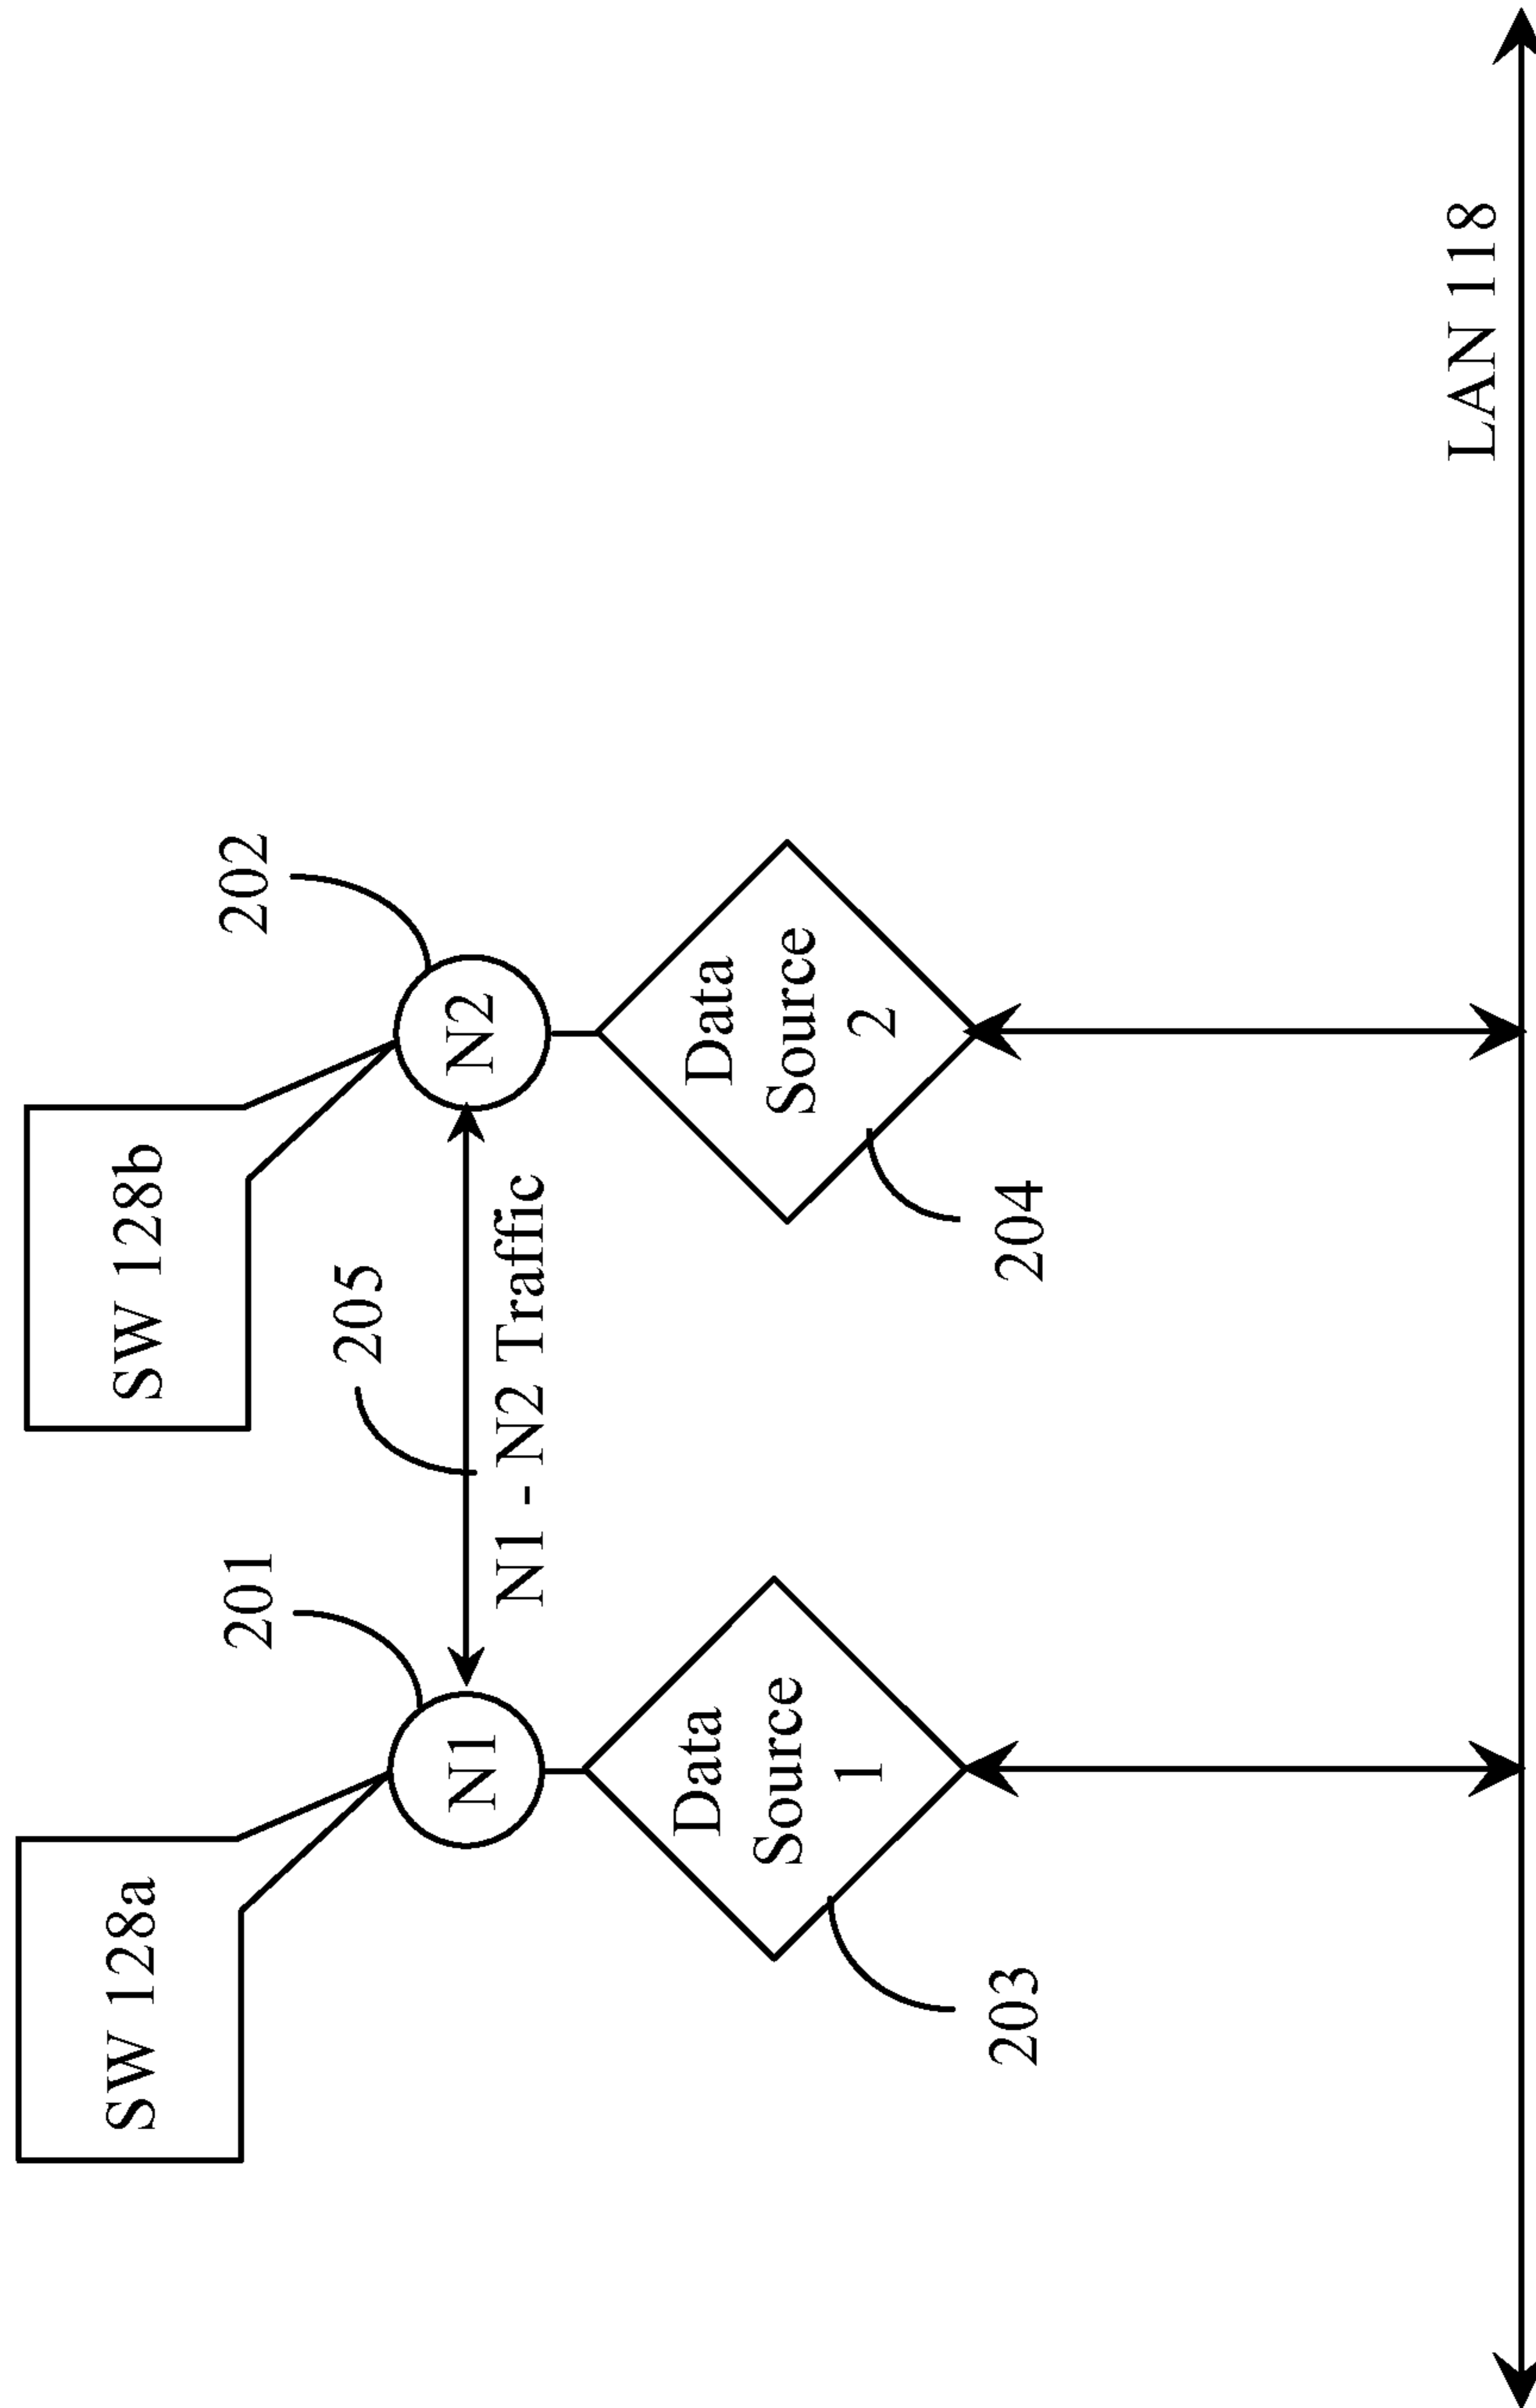 SW 128a
SW 128b
201
205
202
N1
N2
N1 - N2 Traffic
Data
Source
1
Data
Source
2
203
204
LAN 118